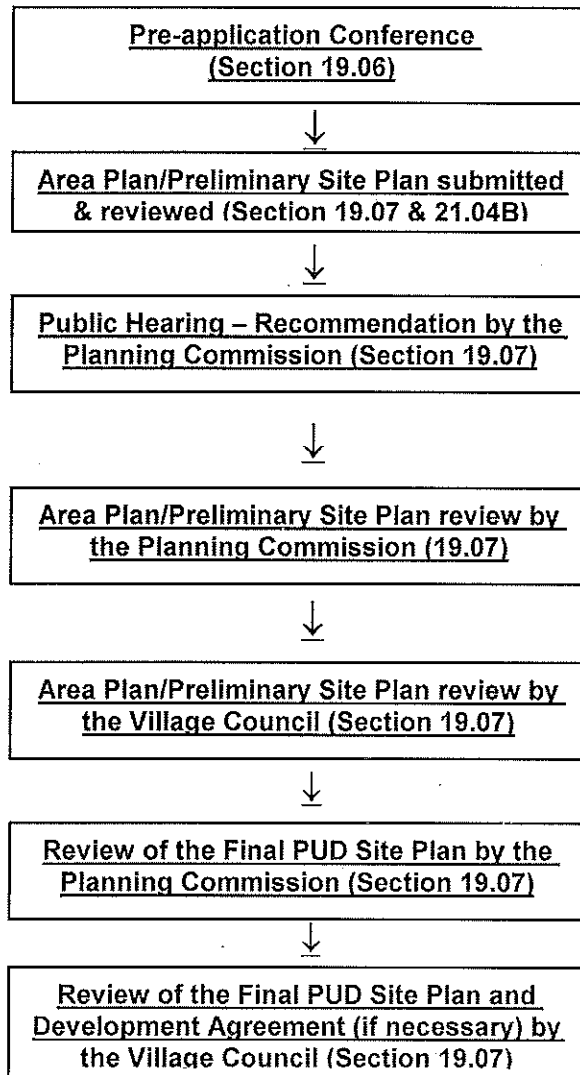 Pre-application Conference
(Section 19.06)
↓
Area Plan/Preliminary Site Plan submitted
& reviewed (Section 19.07 & 21.04B)
↓
Public Hearing – Recommendation by the
Planning Commission (Section 19.07)
↓
Area Plan/Preliminary Site Plan review by
the Planning Commission (19.07)
↓
Area Plan/Preliminary Site Plan review by
the Village Council (Section 19.07)
↓
Review of the Final PUD Site Plan by the
Planning Commission (Section 19.07)
↓
Review of the Final PUD Site Plan and
Development Agreement (if necessary) by
the Village Council (Section 19.07)